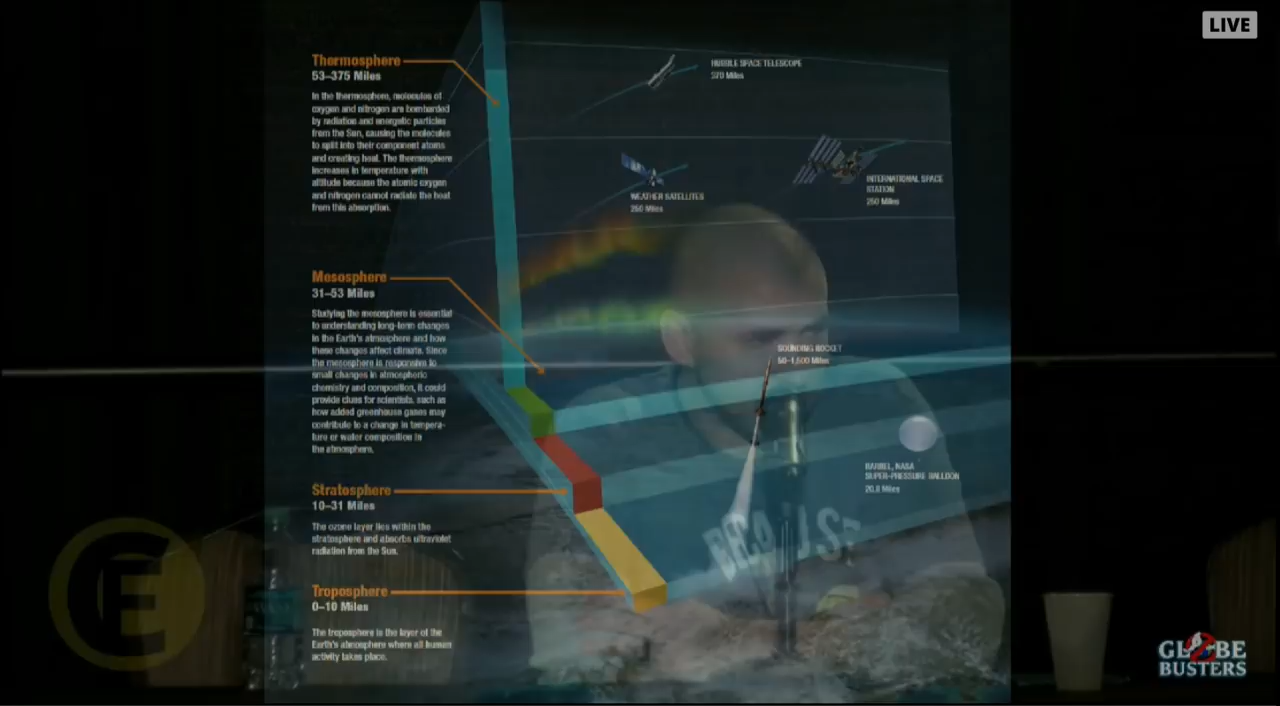 LIVE
Thermosphere
53–375 Miles
In the thermosphere, molecules of
oxygen and nitrogen are bombarded
by radiation and energetic particles
from the Sun, causing the molecules
to split into their component atoms
and creating heat. The thermosphere
increases in temperature with
altitude because the atomic oxygen
and nitrogen cannot radiate the heat
from this absorption.
HUBBLE SPACE TELESCOPE
370 Miles
WEATHER SATELLITES
250 Miles
INTERNATIONAL SPACE
STATION
250 Miles
Mesosphere
31–53 Miles
Studying the mesosphere is essential
to understanding long-term changes
in the Earth's atmosphere and how
these changes affect climate. Since
the mesosphere is responsive to
small changes in atmospheric
chemistry and composition, it could
provide clues for scientists, such as
how added greenhouse gases may
contribute to a change in tempera-
ture or water composition in
the atmosphere.
SOUNDING ROCKET
50–1,500 Miles
BARREL, NASA
SUPER-PRESSURE BALLOON
20.8 Miles
Stratosphere
10–31 Miles
The ozone layer lies within the
stratosphere and absorbs ultraviolet
radiation from the Sun.
Troposphere
0–10 Miles
The troposphere is the layer of the
Earth's atmosphere where all human
activity takes place.
GLOBE
BUSTERS